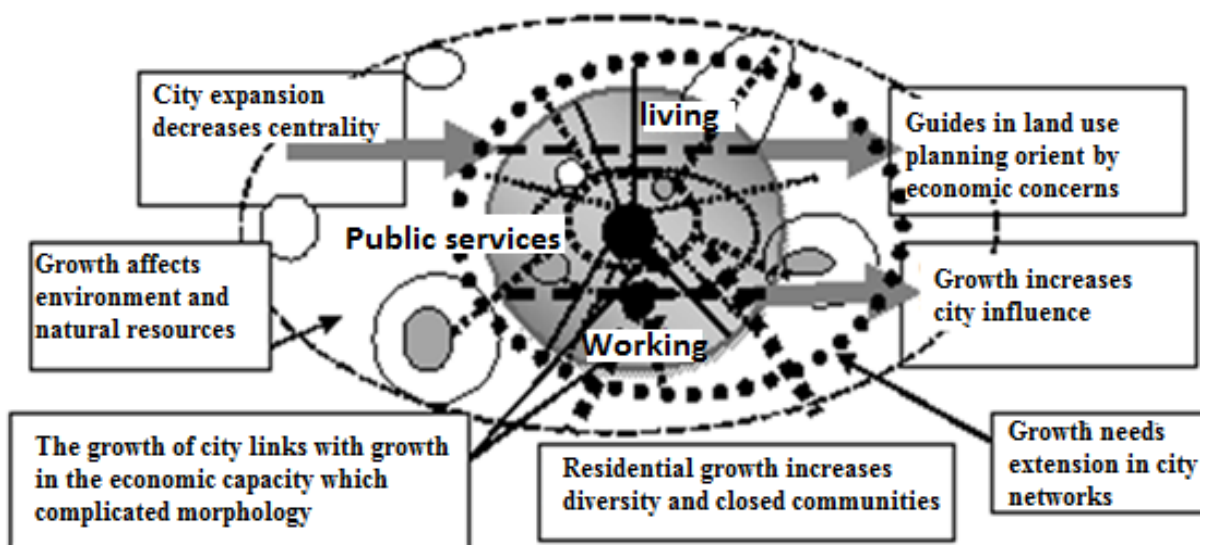 City expansion
decreases centrality
living
Guides in land use
planning orient by
economic concerns
Public services
Growth affects
environment and
natural resources
Growth increases
city influence
Working
The growth of city links with growth
in the economic capacity which
complicated morphology
Residential growth increases
diversity and closed communities
Growth needs
extension in city
networks